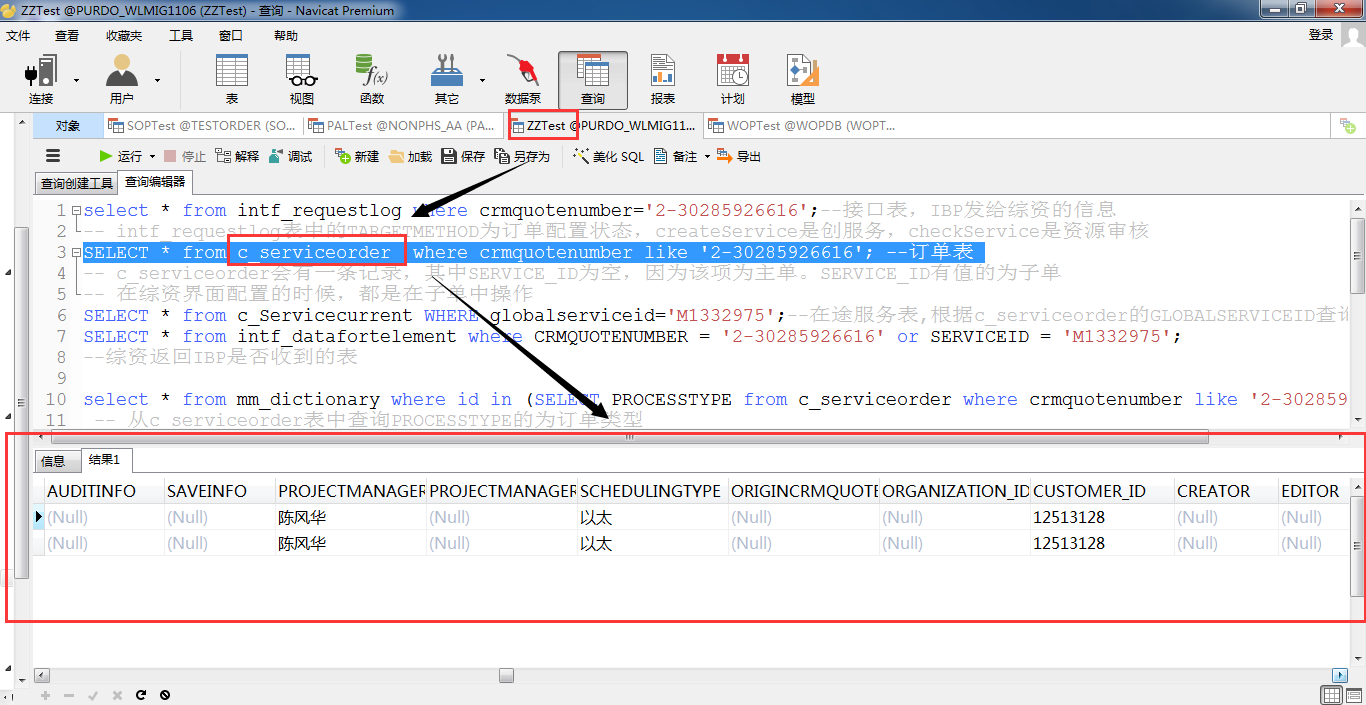 ZZTest @PURDO_WLMIG1106 (ZZTest) - 查询 - Navicat Premium
文件 查看 收藏夹 工具 窗口 帮助 登录
连接 用户 表 视图 函数 其它 数据泵 查询 报表 计划 模型
对象 SOPTest @TESTORDER (SO... PALTest @NONPHS_AA (PA... ZZTest @PURDO_WLMIG11... WOPTest @WOPDB (WOPT...
运行 停止 解释 调试 新建 加载 保存 另存为 美化 SQL 备注 导出
查询创建工具 查询编辑器
1 select * from intf_requestlog where crmquotenumber='2-30285926616';--接口表，IBP发给综资的信息
2 -- intf_requestlog表中的TARGETMETHOD为订单配置状态，createService是创服务，checkService是资源审核
3 SELECT * from c_serviceorder where crmquotenumber like '2-30285926616'; --订单表
4 -- c_serviceorder会有一条记录，其中SERVICE_ID为空，因为该项为主单。SERVICE_ID有值的为子单
5 -- 在综资界面配置的时候，都是在子单中操作
6 SELECT * from c_Servicecurrent WHERE globalserviceid='M1332975';--在途服务表,根据c_serviceorder的GLOBALSERVICEID查询
7 SELECT * from intf_datafortelement where CRMQUOTENUMBER = '2-30285926616' or SERVICEID = 'M1332975';
8 --综资返回IBP是否收到的表
9
10 select * from mm_dictionary where id in (SELECT PROCESSTYPE from c_serviceorder where crmquotenumber like '2-302859
11 -- 从c_serviceorder表中查询PROCESSTYPE的为订单类型
信息 结果1
AUDITINFO SAVEINFO PROJECTMANAGER PROJECTMANAGER SCHEDULINGTYPE ORIGINCRMQUOTE ORGANIZATION_ID CUSTOMER_ID CREATOR EDITOR
(Null) (Null) 陈风华 (Null) 以太 (Null) (Null) 12513128 (Null) (Null)
(Null) (Null) 陈风华 (Null) 以太 (Null) (Null) 12513128 (Null) (Null)